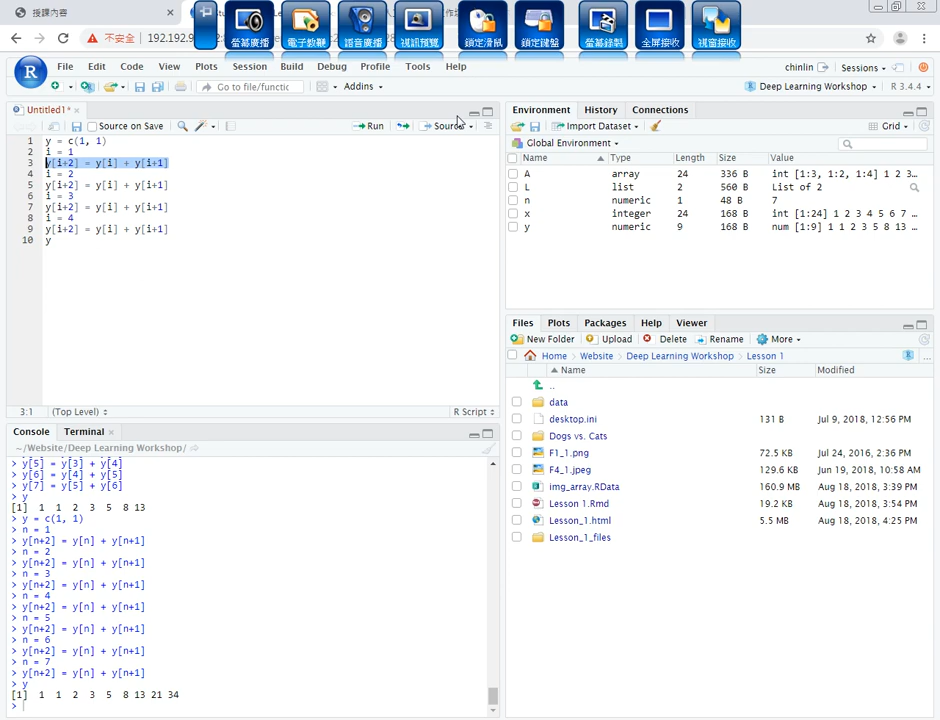 授課內容
不安全
192.192.9
螢幕廣播
電子教鞭
語音廣播
視訊預覽
鎖定滑鼠
鎖定鍵盤
螢幕錄製
全屏接收
視窗接收
File Edit Code View Plots Session Build Debug Profile Tools Help
chinlin Sessions
Go to file/functic Addins
Deep Learning Workshop R 3.4.4
Untitled1*
Source on Save Run Source
1 y = c(1, 1)
2 i = 1
3 y[i+2] = y[i] + y[i+1]
4 i = 2
5 y[i+2] = y[i] + y[i+1]
6 i = 3
7 y[i+2] = y[i] + y[i+1]
8 i = 4
9 y[i+2] = y[i] + y[i+1]
10 y
3:1 (Top Level) R Script
Console Terminal
~/Website/Deep Learning Workshop/
> y[5] = y[3] + y[4]
> y[6] = y[4] + y[5]
> y[7] = y[5] + y[6]
> y
[1] 1 1 2 3 5 8 13
> y = c(1, 1)
> n = 1
> y[n+2] = y[n] + y[n+1]
> n = 2
> y[n+2] = y[n] + y[n+1]
> n = 3
> y[n+2] = y[n] + y[n+1]
> n = 4
> y[n+2] = y[n] + y[n+1]
> n = 5
> y[n+2] = y[n] + y[n+1]
> n = 6
> y[n+2] = y[n] + y[n+1]
> n = 7
> y[n+2] = y[n] + y[n+1]
> y
[1] 1 1 2 3 5 8 13 21 34
>
Environment History Connections
Import Dataset Grid
Global Environment
Name Type Length Size Value
A array 24 336 B int [1:3, 1:2, 1:4] 1 2 3…
L list 2 560 B List of 2
n numeric 1 48 B 7
x integer 24 168 B int [1:24] 1 2 3 4 5 6 7 …
y numeric 9 168 B num [1:9] 1 1 2 3 5 8 13 …
Files Plots Packages Help Viewer
New Folder Upload Delete Rename More
Home Website Deep Learning Workshop Lesson 1 ...
Name Size Modified
..
data
desktop.ini 131 B Jul 9, 2018, 12:56 PM
Dogs vs. Cats
F1_1.png 72.5 KB Jul 24, 2016, 2:36 PM
F4_1.jpeg 129.6 KB Jun 19, 2018, 10:58 AM
img_array.RData 160.9 MB Aug 18, 2018, 3:39 PM
Lesson 1.Rmd 19.2 KB Aug 18, 2018, 3:54 PM
Lesson_1.html 5.5 MB Aug 18, 2018, 4:25 PM
Lesson_1_files